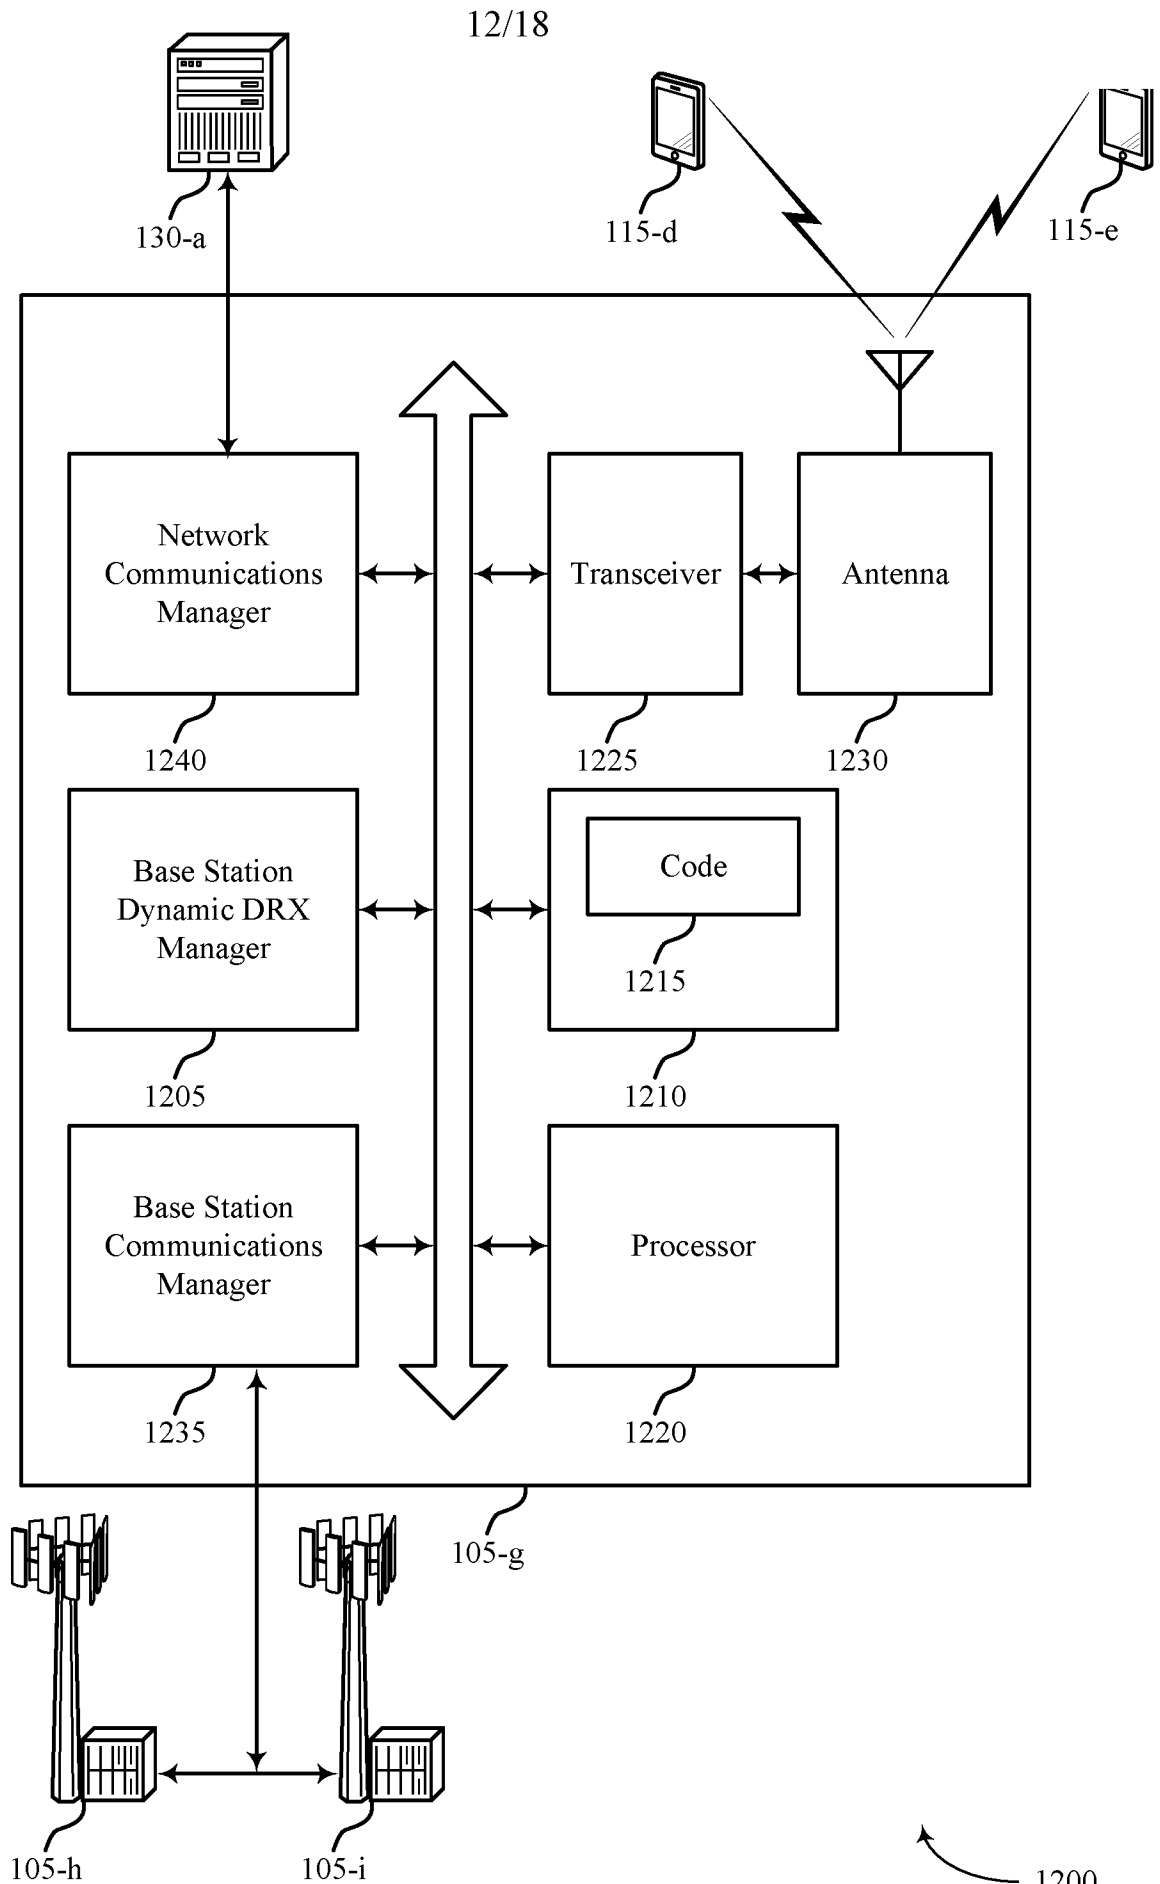 12/18
130-a
115-d
115-e
Network
Communications
Manager
Transceiver
Antenna
1240
1225
1230
Base Station
Dynamic DRX
Manager
Code
1215
1205
1210
Base Station
Communications
Manager
Processor
1235
1220
105-g
105-h
105-i
1200